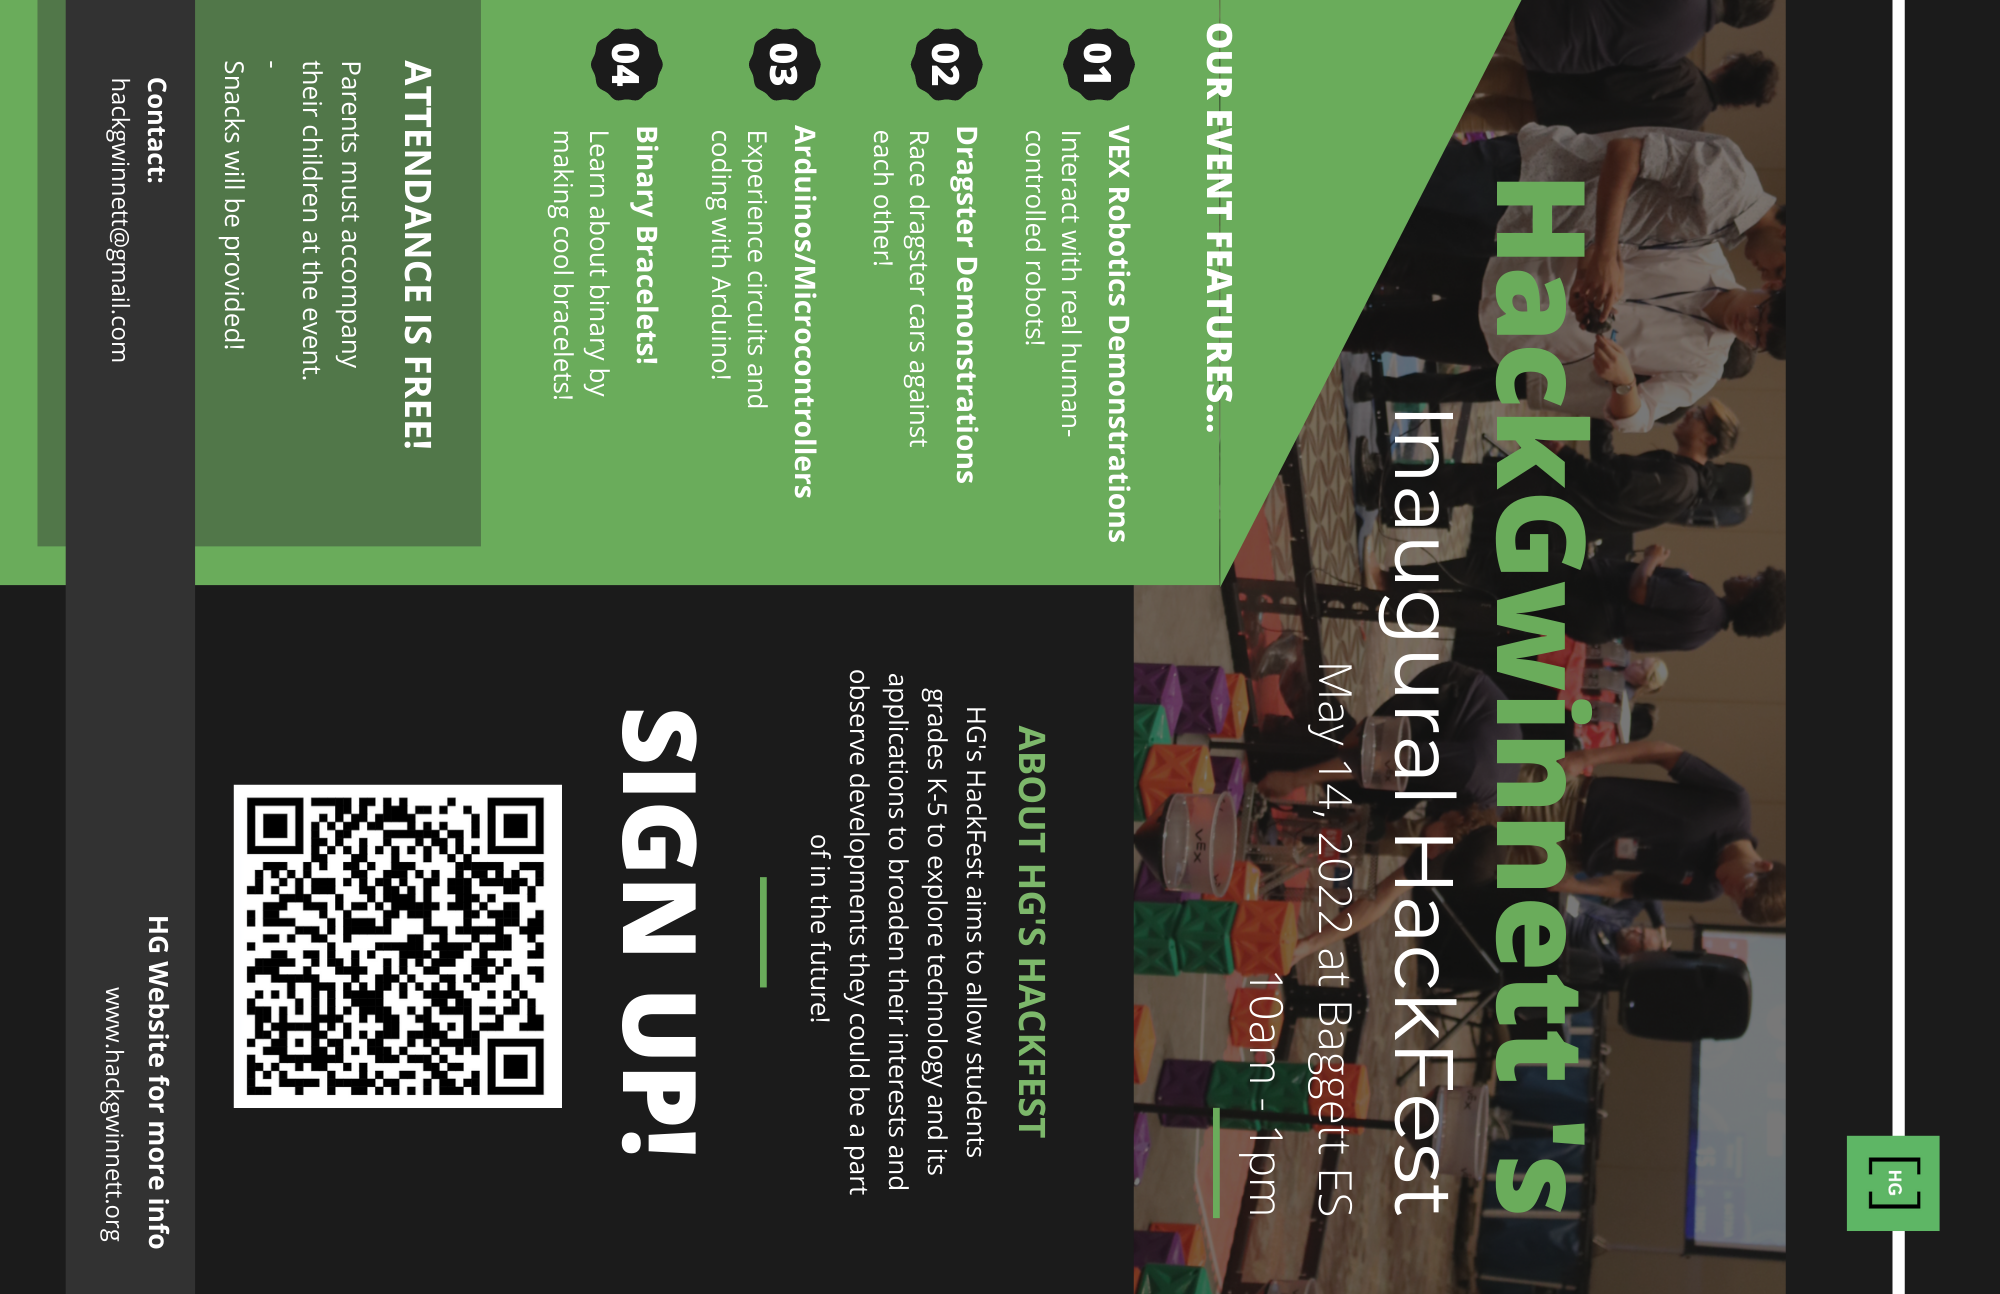 HG
HackGwinnett's
Inaugural HackFest
May 14, 2022 at Baggett ES
10am - 1pm
OUR EVENT FEATURES...
01
VEX Robotics Demonstrations
Interact with real human-
controlled robots!
02
Dragster Demonstrations
Race dragster cars against
each other!
03
Arduinos/Microcontrollers
Experience circuits and
coding with Arduino!
04
Binary Bracelets!
Learn about binary by
making cool bracelets!
ATTENDANCE IS FREE!
Parents must accompany
their children at the event.
-
Snacks will be provided!
ABOUT HG'S HACKFEST
HG's HackFest aims to allow students
grades K-5 to explore technology and its
applications to broaden their interests and
observe developments they could be a part
of in the future!
SIGN UP!
Contact:
hackgwinnett@gmail.com
HG Website for more info
www.hackgwinnett.org
VEX